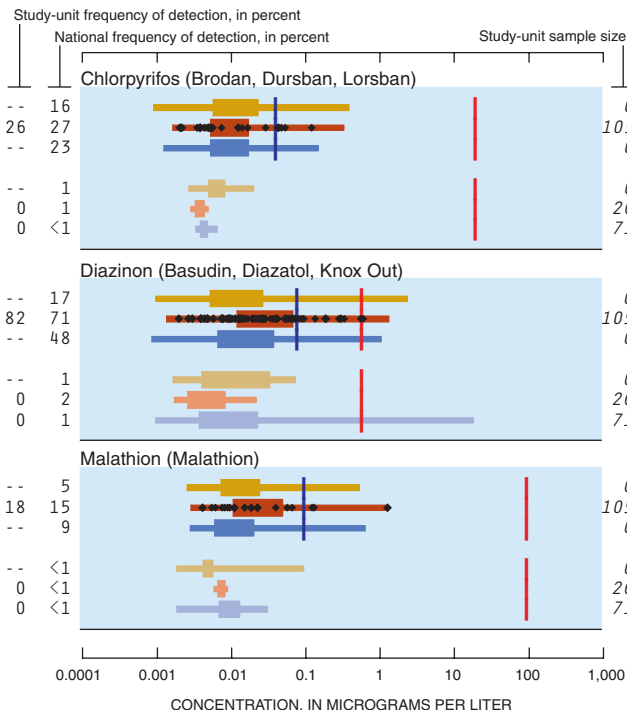 Study-unit frequency of detection, in percent
National frequency of detection, in percent
Study-unit sample size
Chlorpyrifos (Brodan, Dursban, Lorsban)
-- 16
26 27
-- 23
-- 1
0 1
0 <1
Diazinon (Basudin, Diazatol, Knox Out)
-- 17
82 71
-- 48
-- 1
0 2
0 1
Malathion (Malathion)
-- 5
18 15
-- 9
-- <1
0 <1
0 <1
0.0001 0.001 0.01 0.1 1 10 100 1,000
CONCENTRATION, IN MICROGRAMS PER LITER